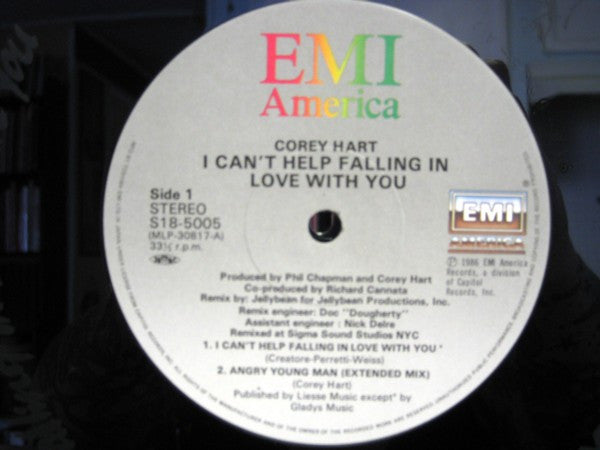 EMI
America
COREY HART
I CAN'T HELP FALLING IN
LOVE WITH YOU
Side 1
STEREO
S18-5005
(MLP-30817-A)
33⅓ r.p.m.
EMI
AMERICA
Ⓟ 1986 EMI America
Records, a division
of Capitol
Records, Inc.
Produced by Phil Chapman and Corey Hart
Co-produced by Richard Cannata
Remix by: Jellybean for Jellybean Productions, Inc.
Remix engineer: Doc "Dougherty"
Assistant engineer : Nick Delre
Remixed at Sigma Sound Studios NYC
1. I CAN'T HELP FALLING IN LOVE WITH YOU *
(Creatore-Perretti-Weiss)
2. ANGRY YOUNG MAN (EXTENDED MIX)
(Corey Hart)
Published by Liesse Music except* by
Gladys Music